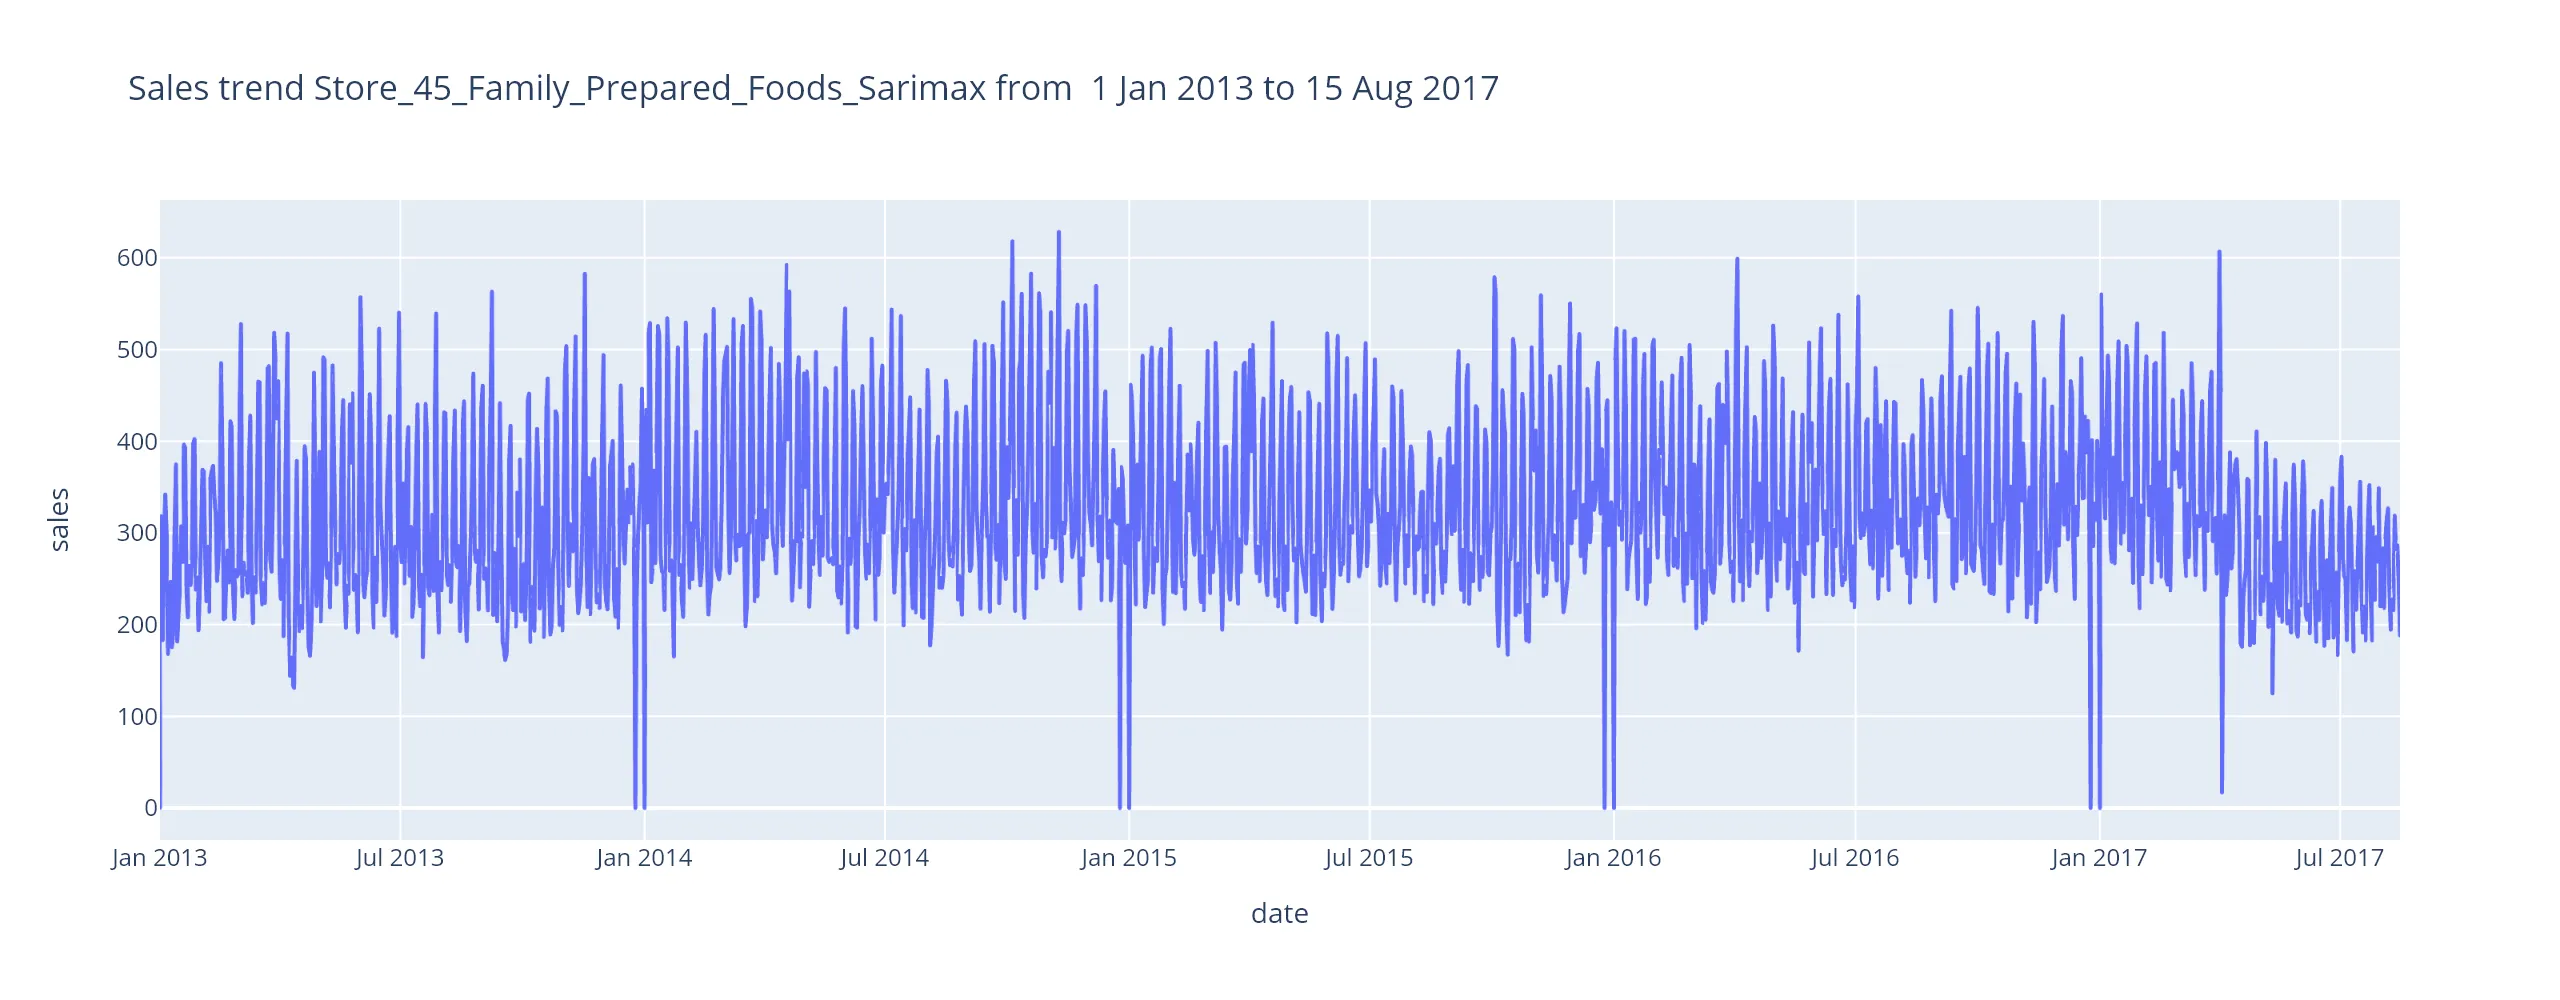 Sales trend Store_45_Family_Prepared_Foods_Sarimax from  1 Jan 2013 to 15 Aug 2017
600
500
400
300
200
100
0
sales
Jan 2013 Jul 2013 Jan 2014 Jul 2014 Jan 2015 Jul 2015 Jan 2016 Jul 2016 Jan 2017 Jul 2017
date